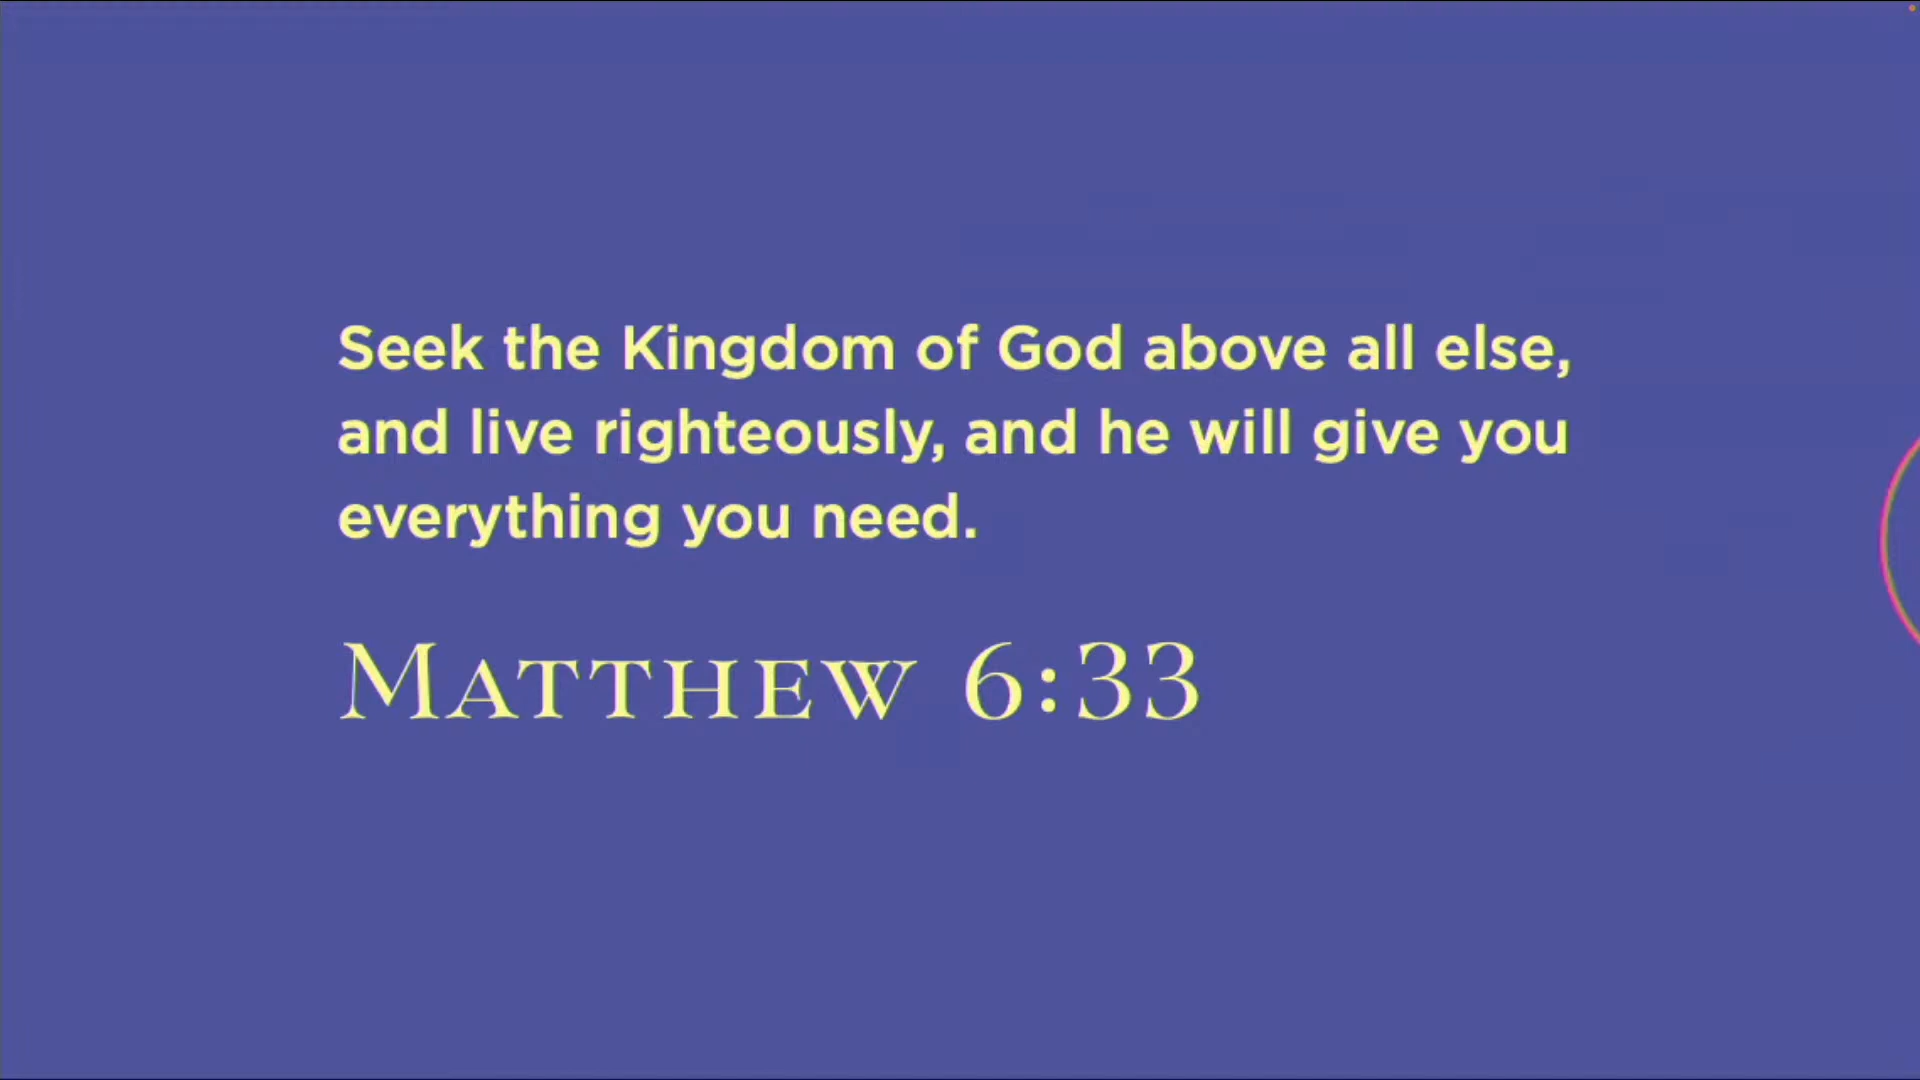 Seek the Kingdom of God above all else,
and live righteously, and he will give you
everything you need.
Matthew 6:33